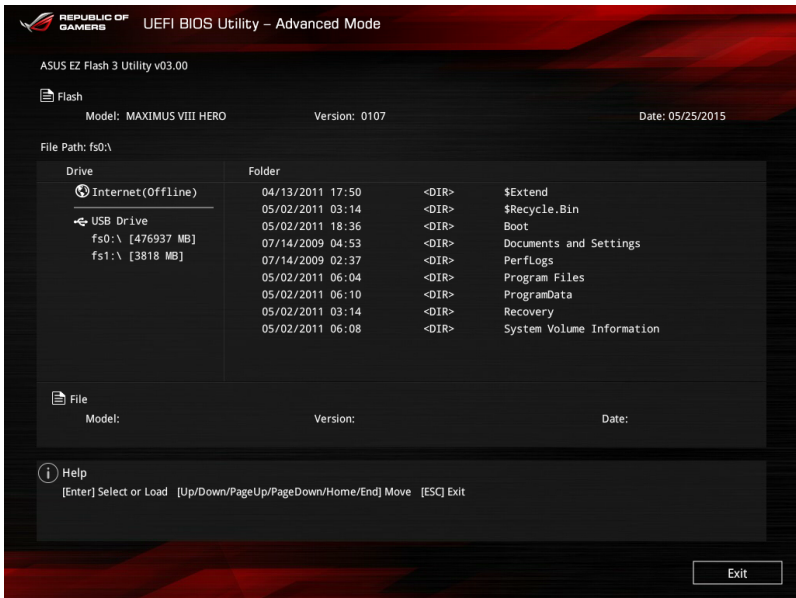 REPUBLIC OF
GAMERS
UEFI BIOS Utility – Advanced Mode
ASUS EZ Flash 3 Utility v03.00
Flash
Model: MAXIMUS VIII HERO Version: 0107 Date: 05/25/2015
File Path: fs0:\
Drive Folder
Internet(Offline) 04/13/2011 17:50 <DIR> $Extend
05/02/2011 03:14 <DIR> $Recycle.Bin
USB Drive 05/02/2011 18:36 <DIR> Boot
fs0:\ [476937 MB] 07/14/2009 04:53 <DIR> Documents and Settings
fs1:\ [3818 MB] 07/14/2009 02:37 <DIR> PerfLogs
05/02/2011 06:04 <DIR> Program Files
05/02/2011 06:10 <DIR> ProgramData
05/02/2011 03:14 <DIR> Recovery
05/02/2011 06:08 <DIR> System Volume Information
File
Model: Version: Date:
i Help
[Enter] Select or Load [Up/Down/PageUp/PageDown/Home/End] Move [ESC] Exit
Exit